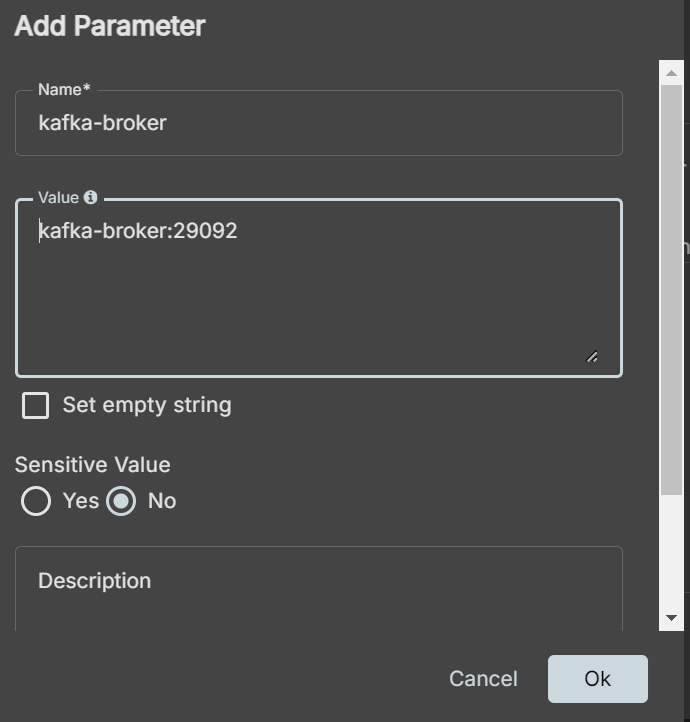 Add Parameter
Name*
kafka-broker
Value
kafka-broker:29092
Set empty string
Sensitive Value
Yes No
Description
Cancel Ok